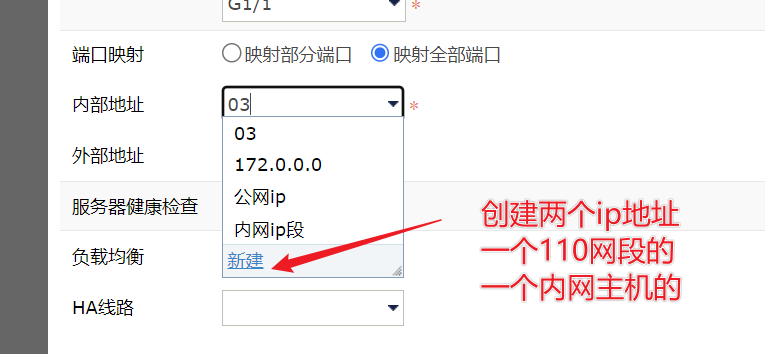 G1/1 *
端口映射 映射部分端口 映射全部端口
内部地址 03 *
03
172.0.0.0
外部地址
公网ip
服务器健康检查
内网ip段
负载均衡 新建
HA线路
创建两个ip地址
一个110网段的
一个内网主机的